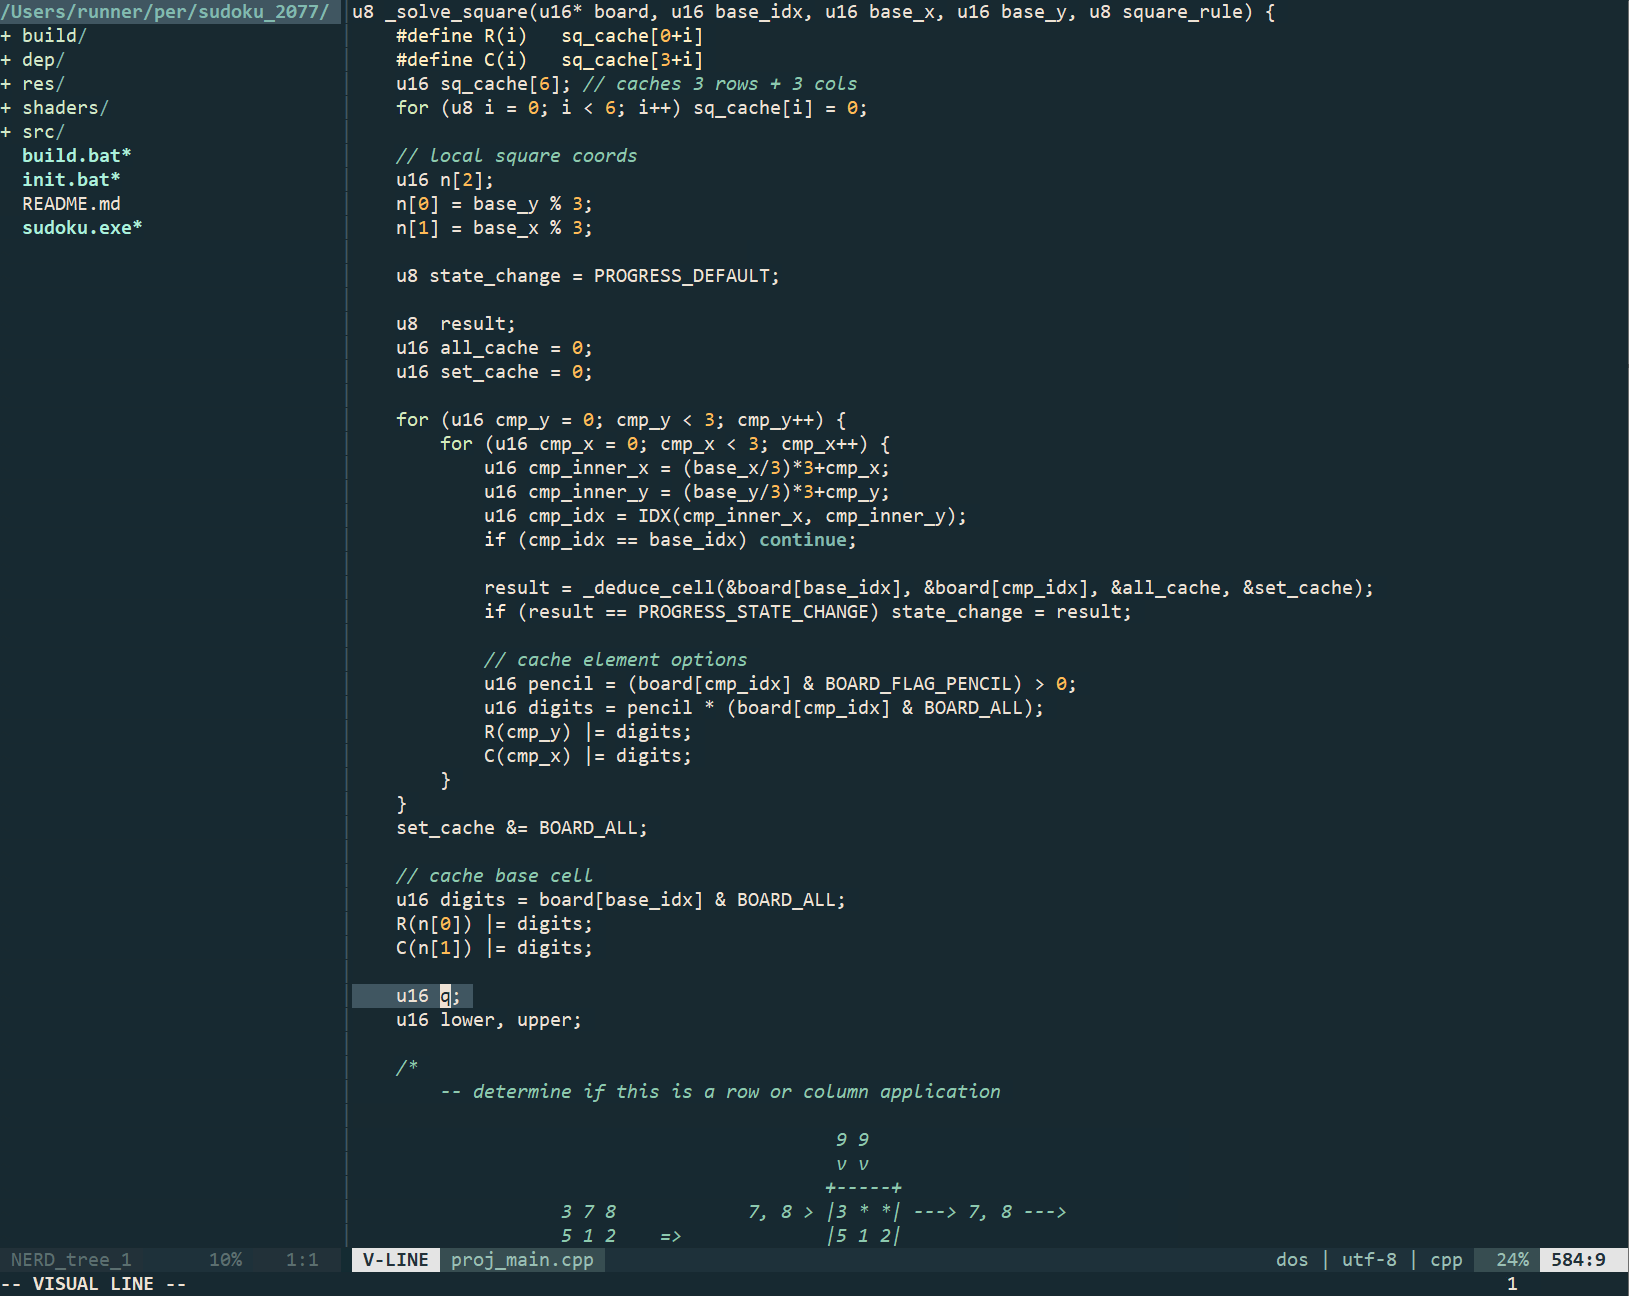 /Users/runner/per/sudoku_2077/
+ build/
+ dep/
+ res/
+ shaders/
+ src/
  build.bat*
  init.bat*
  README.md
  sudoku.exe*
u8 _solve_square(u16* board, u16 base_idx, u16 base_x, u16 base_y, u8 square_rule) {
    #define R(i)   sq_cache[0+i]
    #define C(i)   sq_cache[3+i]
    u16 sq_cache[6]; // caches 3 rows + 3 cols
    for (u8 i = 0; i < 6; i++) sq_cache[i] = 0;

    // local square coords
    u16 n[2];
    n[0] = base_y % 3;
    n[1] = base_x % 3;

    u8 state_change = PROGRESS_DEFAULT;

    u8  result;
    u16 all_cache = 0;
    u16 set_cache = 0;

    for (u16 cmp_y = 0; cmp_y < 3; cmp_y++) {
        for (u16 cmp_x = 0; cmp_x < 3; cmp_x++) {
            u16 cmp_inner_x = (base_x/3)*3+cmp_x;
            u16 cmp_inner_y = (base_y/3)*3+cmp_y;
            u16 cmp_idx = IDX(cmp_inner_x, cmp_inner_y);
            if (cmp_idx == base_idx) continue;

            result = _deduce_cell(&board[base_idx], &board[cmp_idx], &all_cache, &set_cache);
            if (result == PROGRESS_STATE_CHANGE) state_change = result;

            // cache element options
            u16 pencil = (board[cmp_idx] & BOARD_FLAG_PENCIL) > 0;
            u16 digits = pencil * (board[cmp_idx] & BOARD_ALL);
            R(cmp_y) |= digits;
            C(cmp_x) |= digits;
        }
    }
    set_cache &= BOARD_ALL;

    // cache base cell
    u16 digits = board[base_idx] & BOARD_ALL;
    R(n[0]) |= digits;
    C(n[1]) |= digits;

    u16 q;
    u16 lower, upper;

    /*
        -- determine if this is a row or column application

                                            9 9
                                            v v
                                           +-----+
                   3 7 8            7, 8 > |3 * *| ---> 7, 8 --->
                   5 1 2    =>             |5 1 2|
NERD_tree_1       10%    1:1
V-LINE  proj_main.cpp  dos | utf-8 | cpp  24%  584:9
-- VISUAL LINE --  1